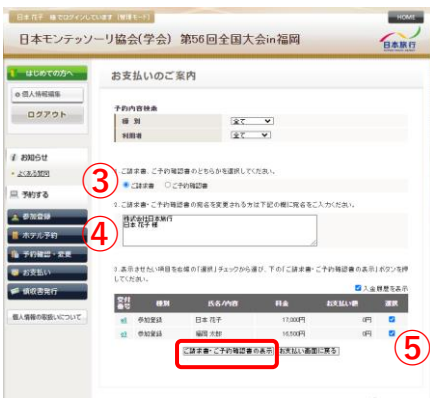 日本 花子 様 でログインしています (管理モード)
HOME
日本モンテッソーリ協会(学会) 第56回全国大会in福岡
日本旅行
はじめての方へ
個人情報編集
ログアウト
お知らせ
よくある質問
予約する
参加登録
ホテル予約
予約確認・変更
お支払い
領収書発行
個人情報の取扱いについて
お支払いのご案内
予約内容検索
種 別 全て
利用者 全て
③
1.ご請求書、ご予約確認書のどちらかを選択してください。
ご請求書 ご予約確認書
2.ご請求書・ご予約確認書の宛名を変更される方は下記の欄に宛名をご入力ください。
④
株式会社日本旅行
日本 花子 様
3.表示させたい項目を右端の「選択」チェックから選び、下の「ご請求書・ご予約確認書の表示」ボタンを押
してください。
入金履歴を表示
受付番号 種別 氏名/内容 料金 お支払い額 選択
参加登録 日本 花子 17,000円 0円
参加登録 福岡 太郎 16,500円 0円
⑤
ご請求書・ご予約確認書の表示 お支払い画面に戻る